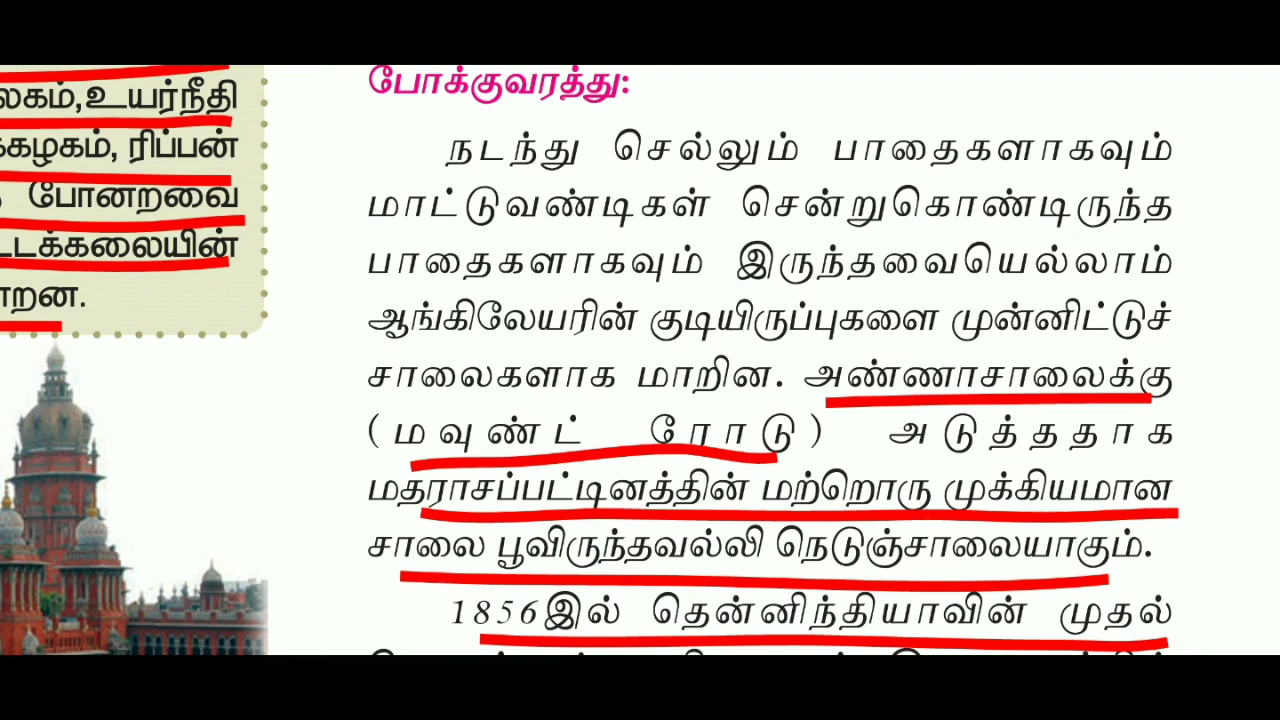 லகம்,உயர்நீதி
க்கழகம், ரிப்பன்
போனறவை
டக்கலையின்
றன.
போக்குவரத்து:
நடந்து செல்லும் பாதைகளாகவும்
மாட்டுவண்டிகள் சென்றுகொண்டிருந்த
பாதைகளாகவும் இருந்தவையெல்லாம்
ஆங்கிலேயரின் குடியிருப்புகளை முன்னிட்டுச்
சாலைகளாக மாறின. அண்ணாசாலைக்கு
(மவுண்ட் ரோடு) அடுத்ததாக
மதராசப்பட்டினத்தின் மற்றொரு முக்கியமான
சாலை பூவிருந்தவல்லி நெடுஞ்சாலையாகும்.
1856இல் தென்னிந்தியாவின் முதல்